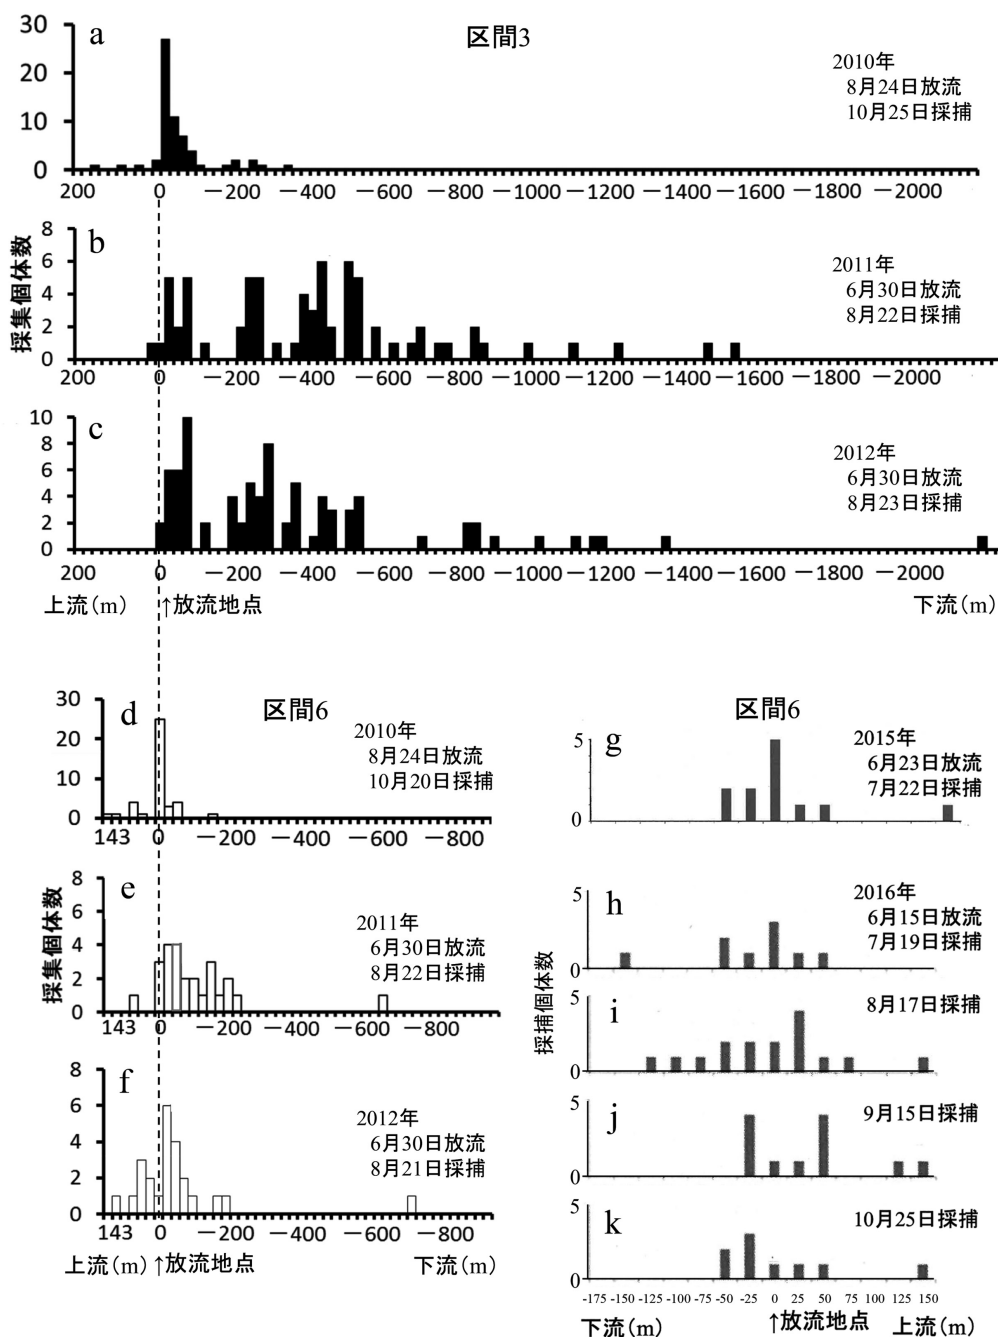 a
区間3
2010年
8月24日放流
10月25日採捕
30
20
10
0
200 0 −200 −400 −600 −800 −1000 −1200 −1400 −1600 −1800 −2000
b
2011年
6月30日放流
8月22日採捕
採集個体数
8
6
4
2
0
200 0 −200 −400 −600 −800 −1000 −1200 −1400 −1600 −1800 −2000
c
2012年
6月30日放流
8月23日採捕
10
8
6
4
2
0
200 0 −200 −400 −600 −800 −1000 −1200 −1400 −1600 −1800 −2000
上流(m) ↑放流地点 下流(m)
d
区間6
2010年
8月24日放流
10月20日採捕
30
20
10
0
143 0 −200 −400 −600 −800
e
2011年
6月30日放流
8月22日採捕
採集個体数
8
6
4
2
0
143 0 −200 −400 −600 −800
f
2012年
6月30日放流
8月21日採捕
8
6
4
2
0
143 0 −200 −400 −600 −800
上流(m) ↑放流地点 下流(m)
区間6
g
2015年
6月23日放流
7月22日採捕
5
0
h
2016年
6月15日放流
7月19日採捕
5
0
採捕個体数
i
8月17日採捕
5
0
j
9月15日採捕
5
0
k
10月25日採捕
5
0
-175 -150 -125 -100 -75 -50 -25 0 25 50 75 100 125 150
下流(m) ↑放流地点 上流(m)